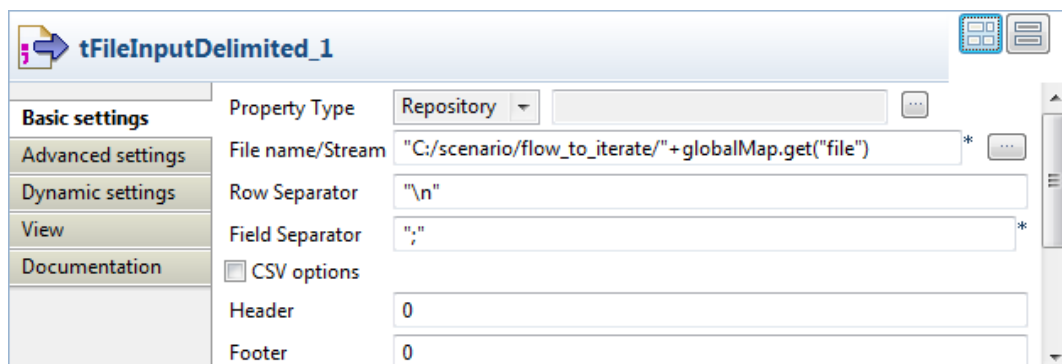 tFileInputDelimited_1
Basic settings
Advanced settings
Dynamic settings
View
Documentation
Property Type Repository ...
File name/Stream "C:/scenario/flow_to_iterate/"+globalMap.get("file") * ...
Row Separator "\n"
Field Separator ";" *
CSV options
Header 0
Footer 0